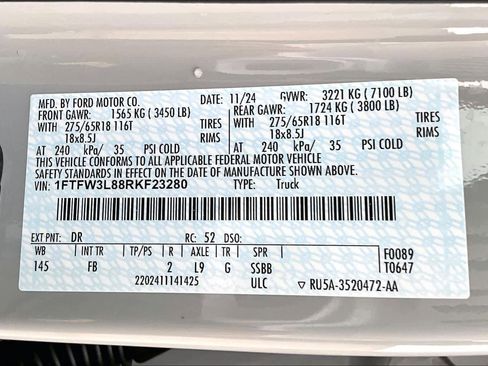 MFD. BY FORD MOTOR CO. DATE: 11/24 GVWR: 3221 KG ( 7100 LB)
FRONT GAWR: 1565 KG ( 3450 LB) REAR GAWR: 1724 KG ( 3800 LB)
WITH 275/65R18 116T TIRES WITH 275/65R18 116T TIRES
18x8.5J RIMS 18x8.5J RIMS
AT 240 kPa/ 35 PSI COLD AT 240 kPa/ 35 PSI COLD
THIS VEHICLE CONFORMS TO ALL APPLICABLE FEDERAL MOTOR VEHICLE
SAFETY STANDARDS IN EFFECT ON THE DATE OF MANUFACTURE SHOWN ABOVE.
VIN: 1FTFW3L88RKF23280 TYPE: Truck
EXT PNT: DR RC: 52 DSO:
WB INT TR TP/PS R AXLE TR SPR F0089
145 FB 2 L9 G SSBB T0647
2202411141425 ULC ▽ RU5A-3520472-AA